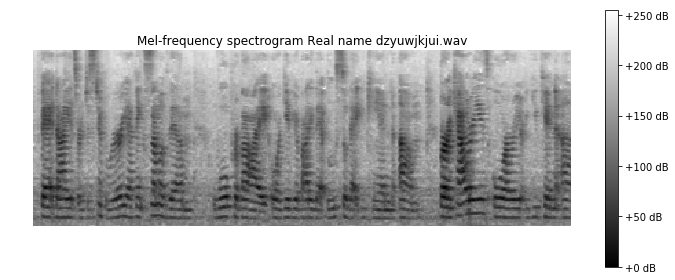 Mel-frequency spectrogram Real name dzyuwjkjui.wav
+250 dB
+200 dB
+150 dB
+100 dB
+50 dB
+0 dB